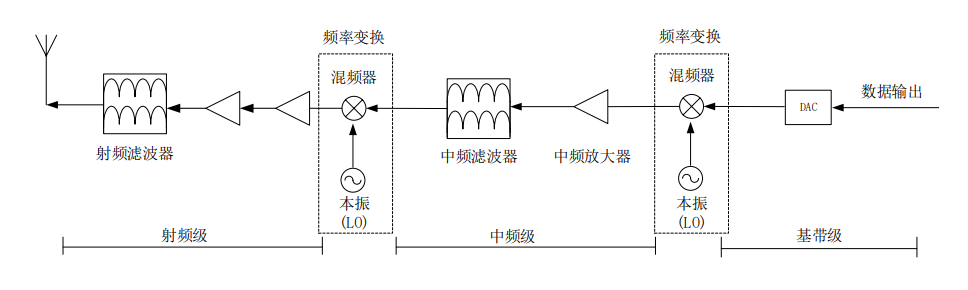 频率变换
频率变换
混频器
混频器
数据输出
DAC
射频滤波器
中频滤波器
中频放大器
本振
(LO)
本振
(LO)
射频级
中频级
基带级